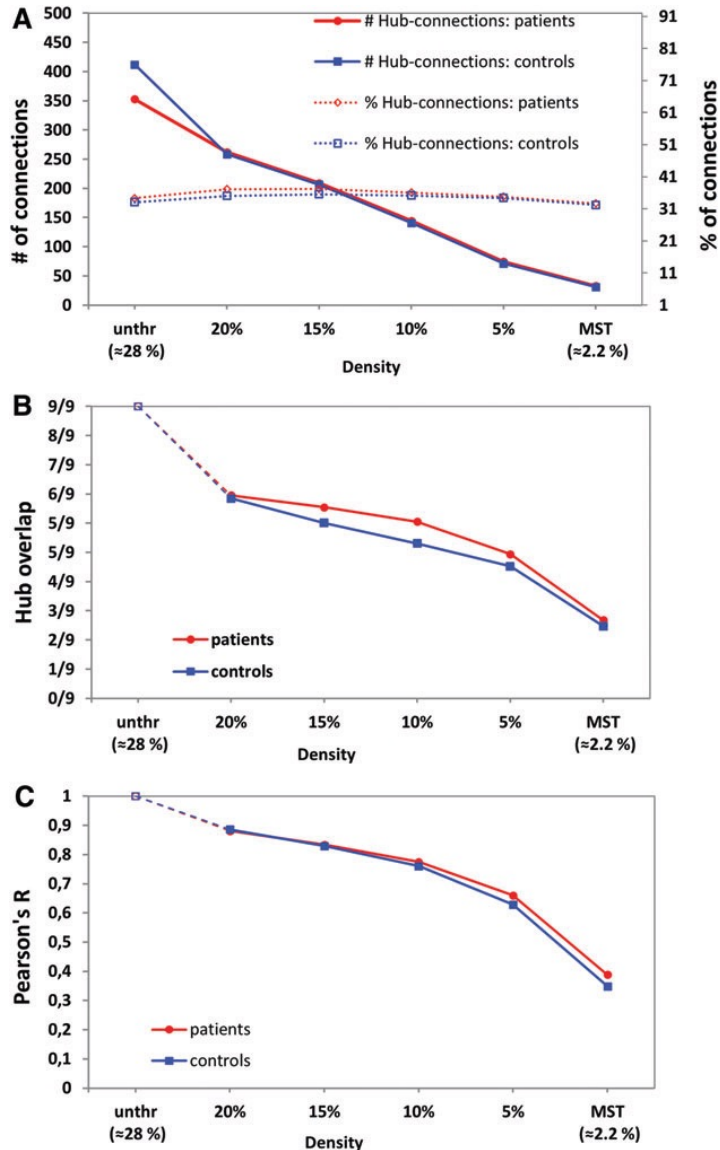 A
500
450
400
350
300
250
200
150
100
50
0
# of connections
# Hub-connections: patients
# Hub-connections: controls
% Hub-connections: patients
% Hub-connections: controls
91
81
71
61
51
41
31
21
11
1
% of connections
unthr 20% 15% 10% 5% MST
(≈28 %) (≈2.2 %)
Density
B
9/9
8/9
7/9
6/9
5/9
5/9
4/9
3/9
2/9
1/9
0/9
Hub overlap
patients
controls
unthr 20% 15% 10% 5% MST
(≈28 %) (≈2.2 %)
Density
C
1
0,9
0,8
0,7
0,6
0,5
0,4
0,3
0,2
0,1
0
Pearson's R
patients
controls
unthr 20% 15% 10% 5% MST
(≈28 %) (≈2.2 %)
Density